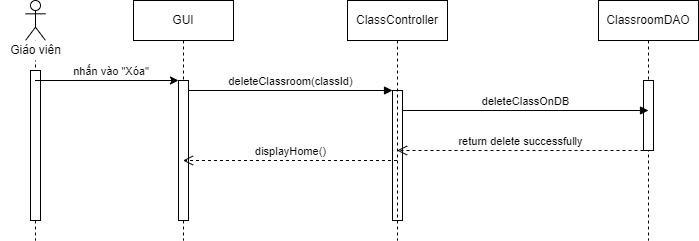 GUI
ClassController
ClassroomDAO
Giáo viên
nhấn vào "Xóa"
deleteClassroom(classId)
deleteClassOnDB
return delete successfully
displayHome()